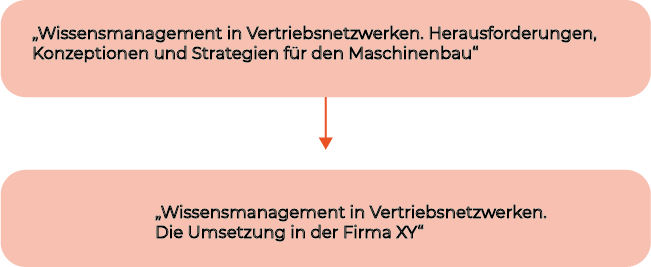 „Wissensmanagement in Vertriebsnetzwerken. Herausforderungen,
Konzeptionen und Strategien für den Maschinenbau“
„Wissensmanagement in Vertriebsnetzwerken.
Die Umsetzung in der Firma XY“